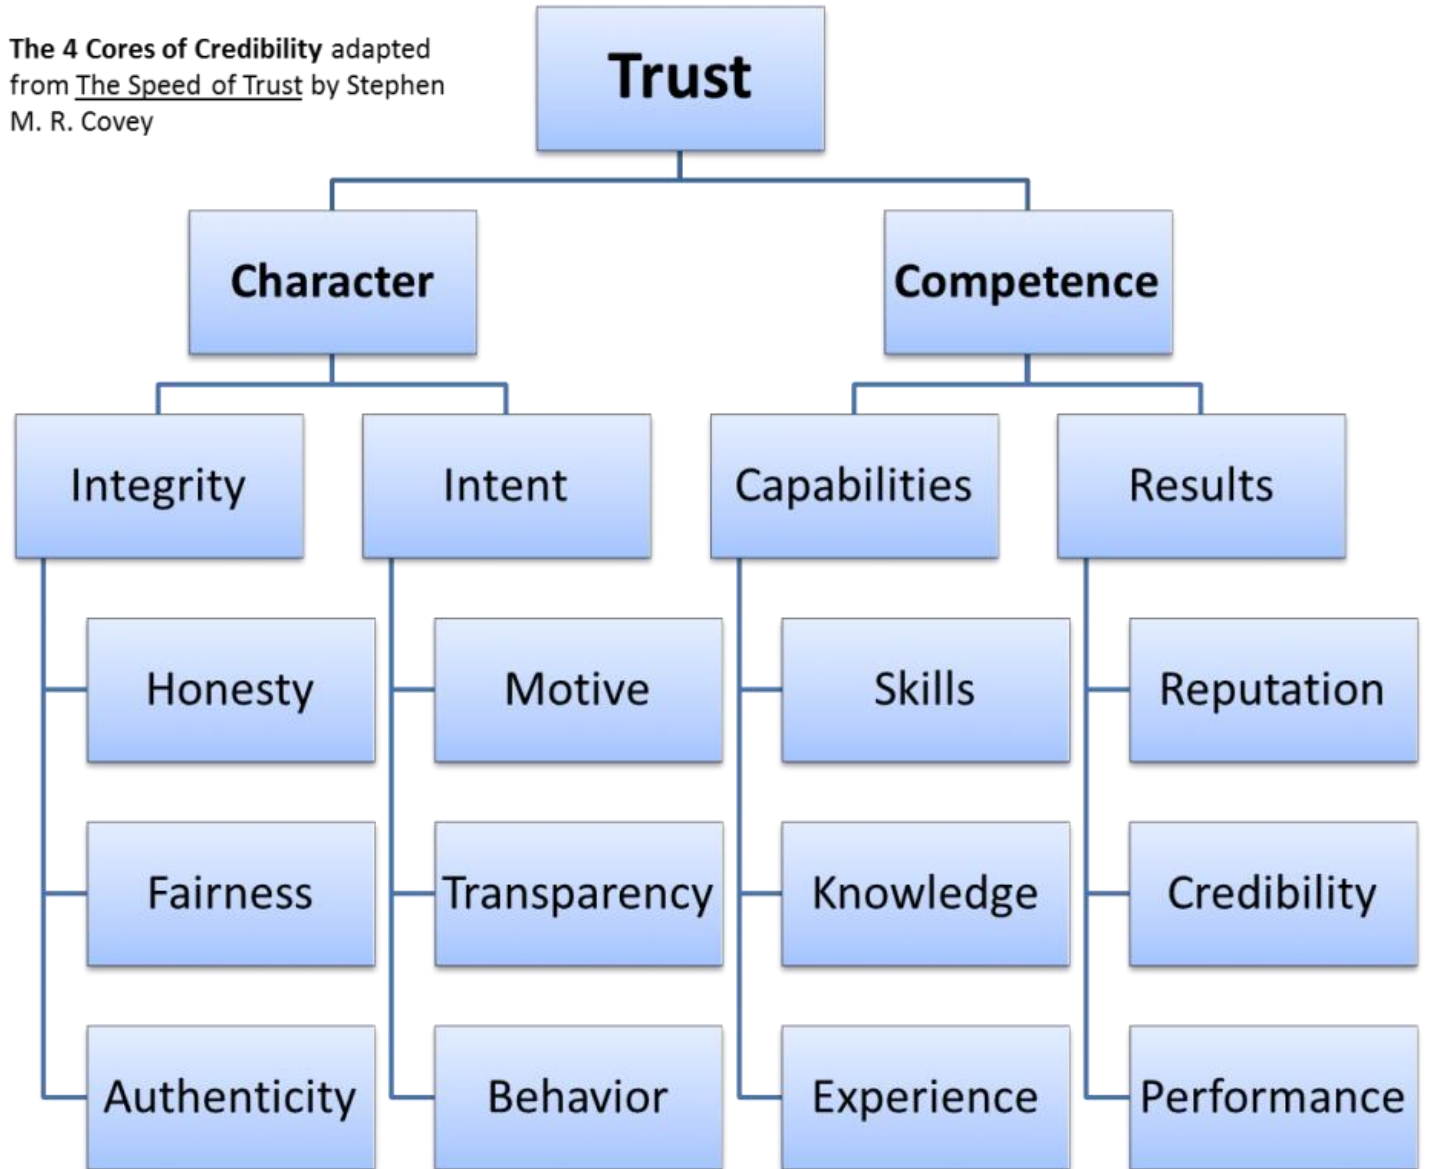 The 4 Cores of Credibility adapted
from The Speed of Trust by Stephen
M. R. Covey
Trust
Character
Competence
Integrity
Intent
Capabilities
Results
Honesty
Motive
Skills
Reputation
Fairness
Transparency
Knowledge
Credibility
Authenticity
Behavior
Experience
Performance